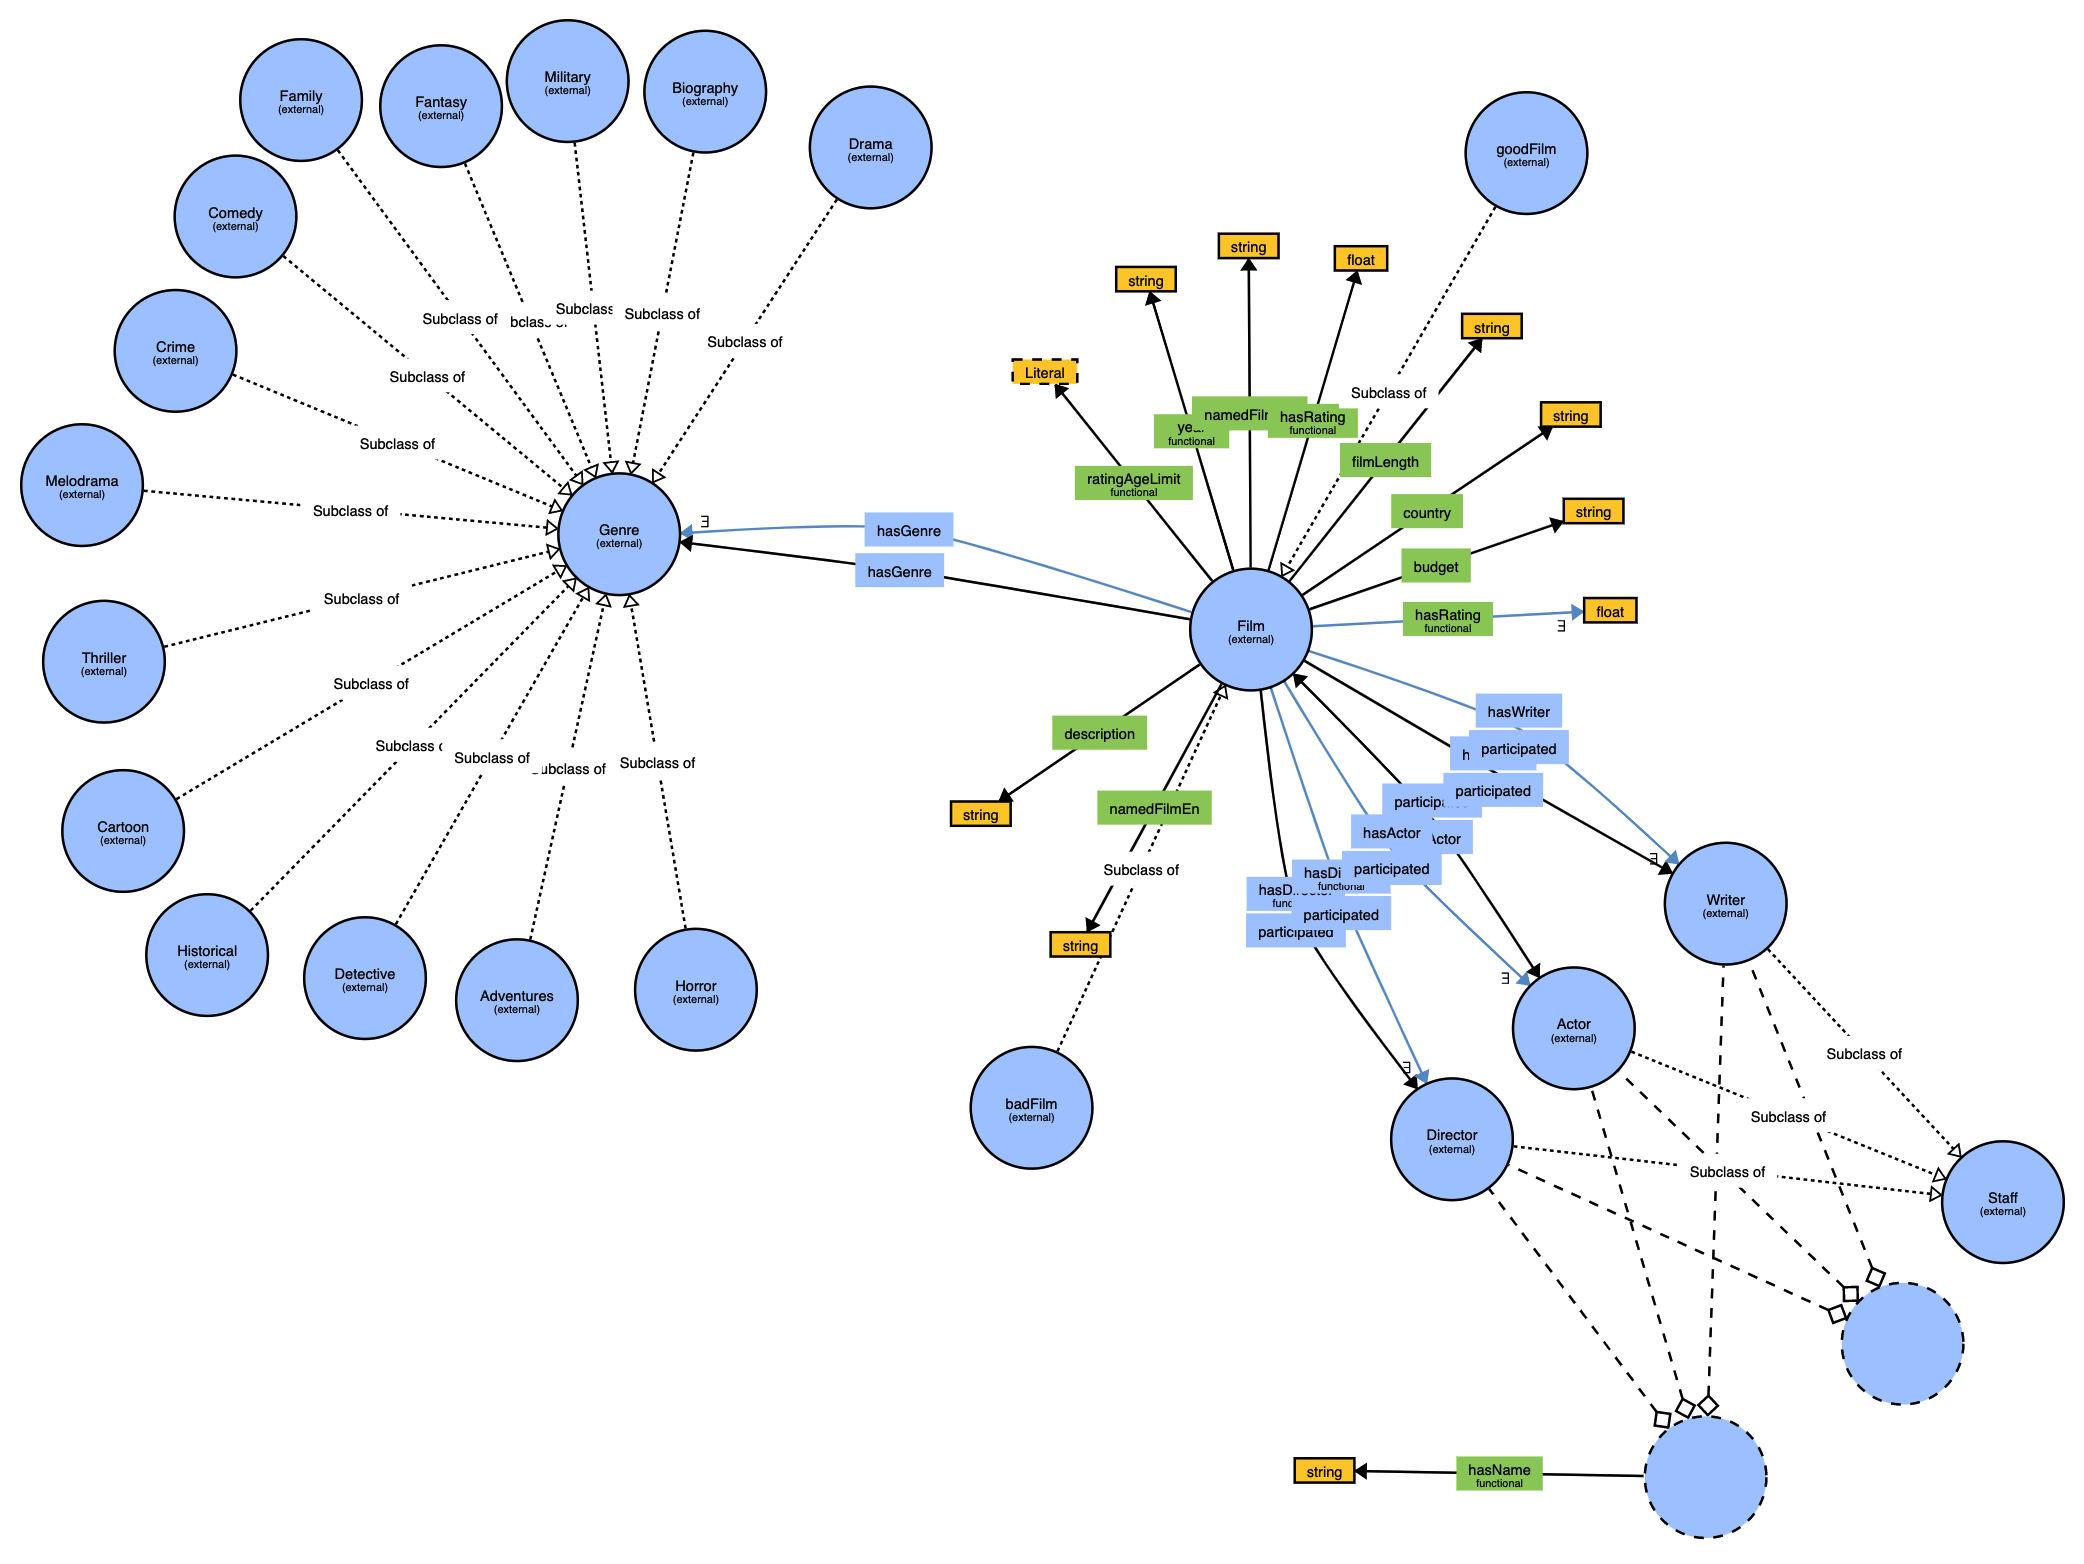 Family
(external)
Fantasy
(external)
Military
(external)
Biography
(external)
Drama
(external)
goodFilm
(external)
Comedy
(external)
Crime
(external)
Melodrama
(external)
Thriller
(external)
Cartoon
(external)
Historical
(external)
Detective
(external)
Adventures
(external)
Horror
(external)
Genre
(external)
Subclass of
Subclass
Subclass of
Subclass of
Subclass of
Subclass of
Subclass of
Subclass of
Subclass of
Subclass
Subclass of
Subclass of
Subclass of
∃
hasGenre
hasGenre
string
string
float
string
Literal
string
string
float
∃
Subclass of
namedFil
hasRating
functional
functional
filmLength
ratingAgeLimit
functional
country
budget
hasRating
functional
Film
(external)
description
string
namedFilmEn
Subclass of
string
badFilm
(external)
hasWriter
participated
participated
hasActor
participated
participated
participated
∃
∃
∃
Writer
(external)
Actor
(external)
Director
(external)
Subclass of
Subclass of
Subclass of
Staff
(external)
string
hasName
functional